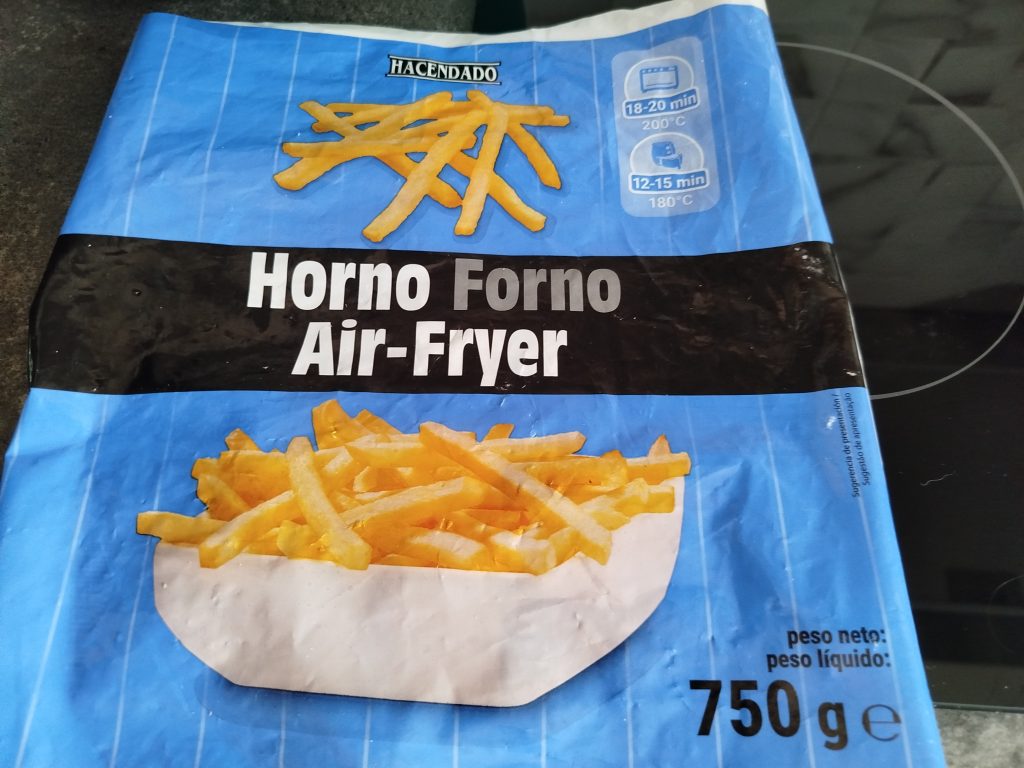 HACENDADO
18-20 min
200°C
12-15 min
180°C
Horno Forno
Air-Fryer
Sugerencia de presentación /
Sugestão de apresentação
peso neto:
peso líquido:
750 g ℮